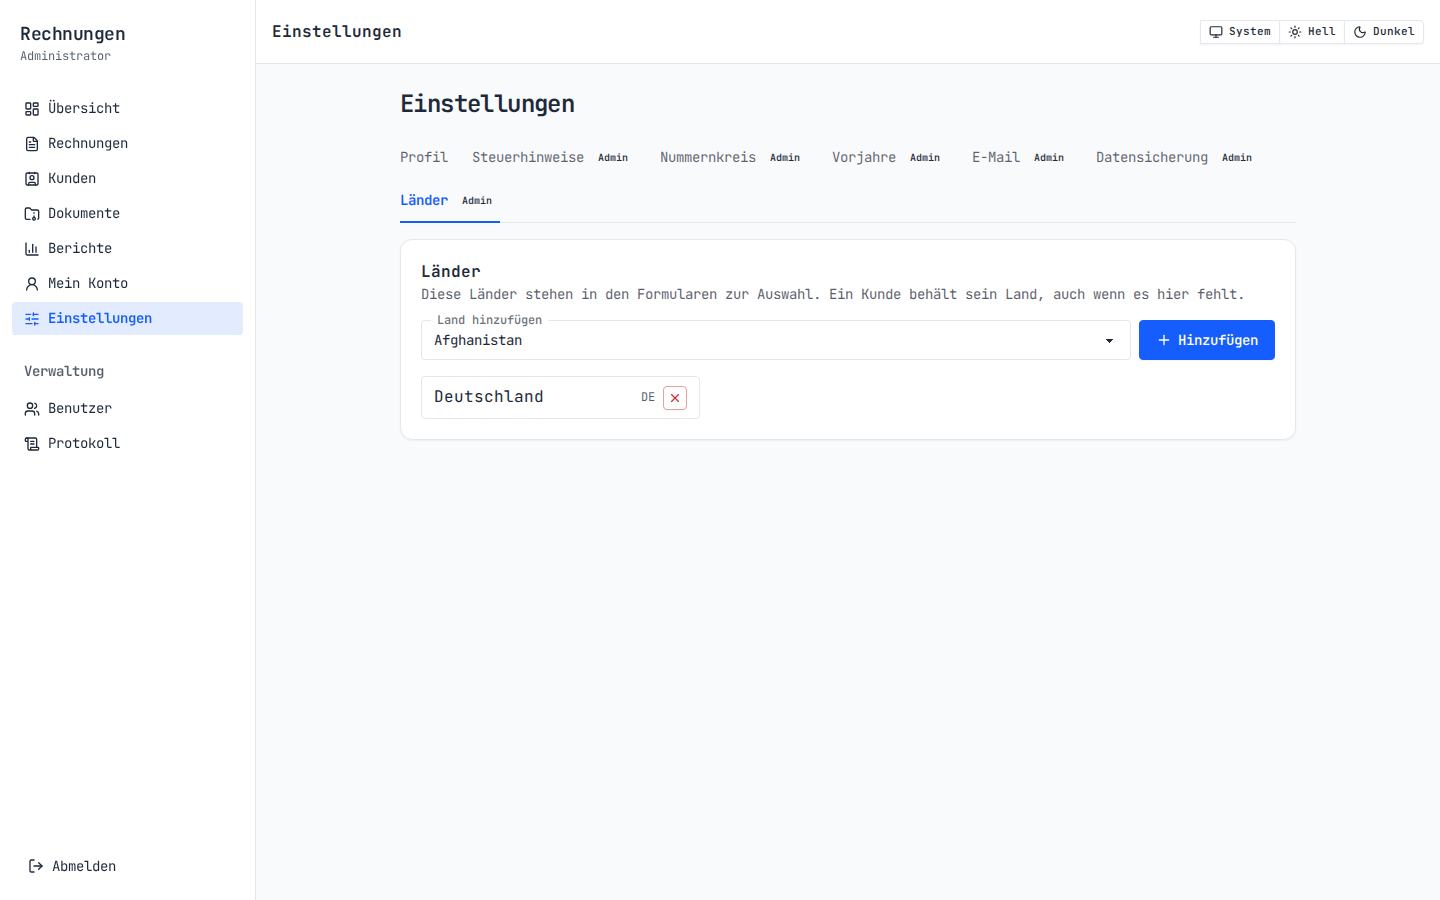 Rechnungen
Administrator
Übersicht
Rechnungen
Kunden
Dokumente
Berichte
Mein Konto
Einstellungen
Verwaltung
Benutzer
Protokoll
Abmelden
Einstellungen
System Hell Dunkel
Einstellungen
Profil Steuerhinweise Admin Nummernkreis Admin Vorjahre Admin E-Mail Admin Datensicherung Admin
Länder Admin
Länder
Diese Länder stehen in den Formularen zur Auswahl. Ein Kunde behält sein Land, auch wenn es hier fehlt.
Land hinzufügen
Afghanistan
Hinzufügen
Deutschland DE